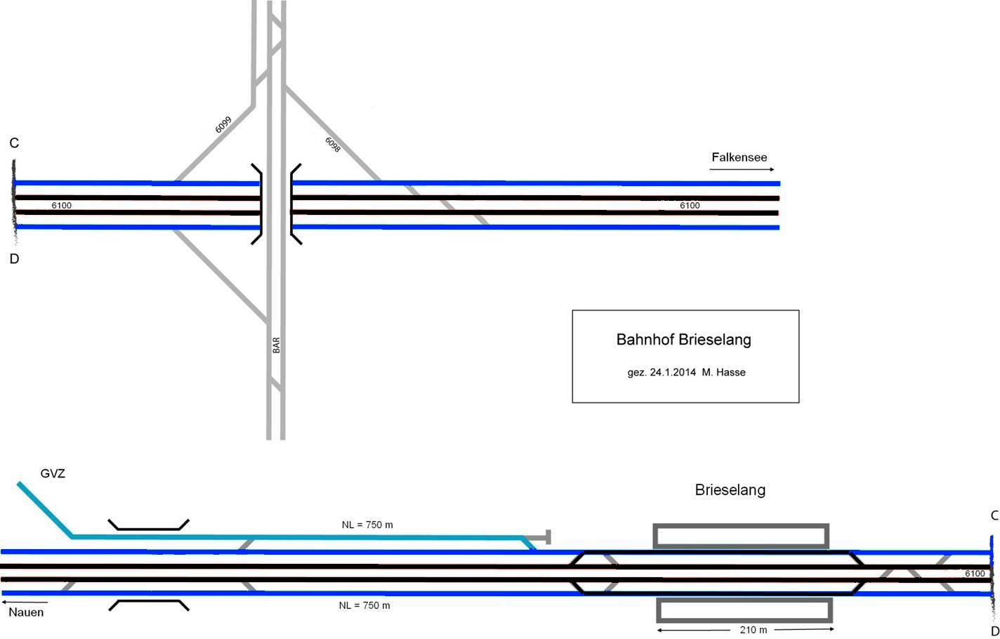 6099
6098
C
Falkensee
6100
6100
D
BAR
Bahnhof Brieselang
gez. 24.1.2014 M. Hasse
GVZ
Brieselang
NL = 750 m
C
6100
NL = 750 m
Nauen
210 m
D